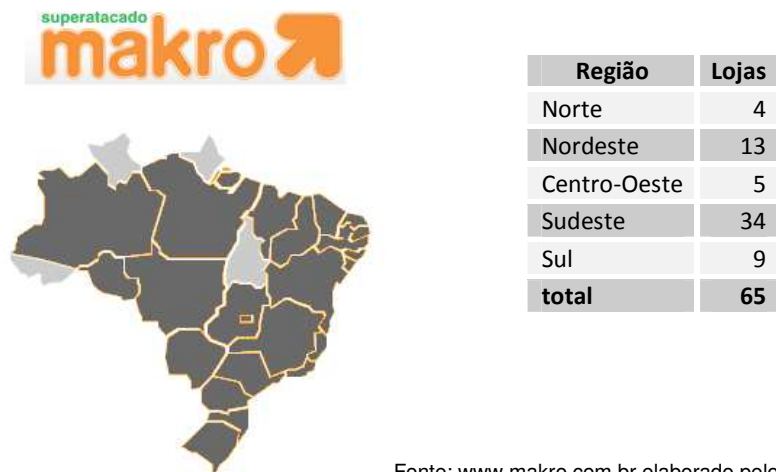 superatacado
makro
Região Lojas
Norte 4
Nordeste 13
Centro-Oeste 5
Sudeste 34
Sul 9
total 65
Fonte: www.makro.com.br elaborado pelo